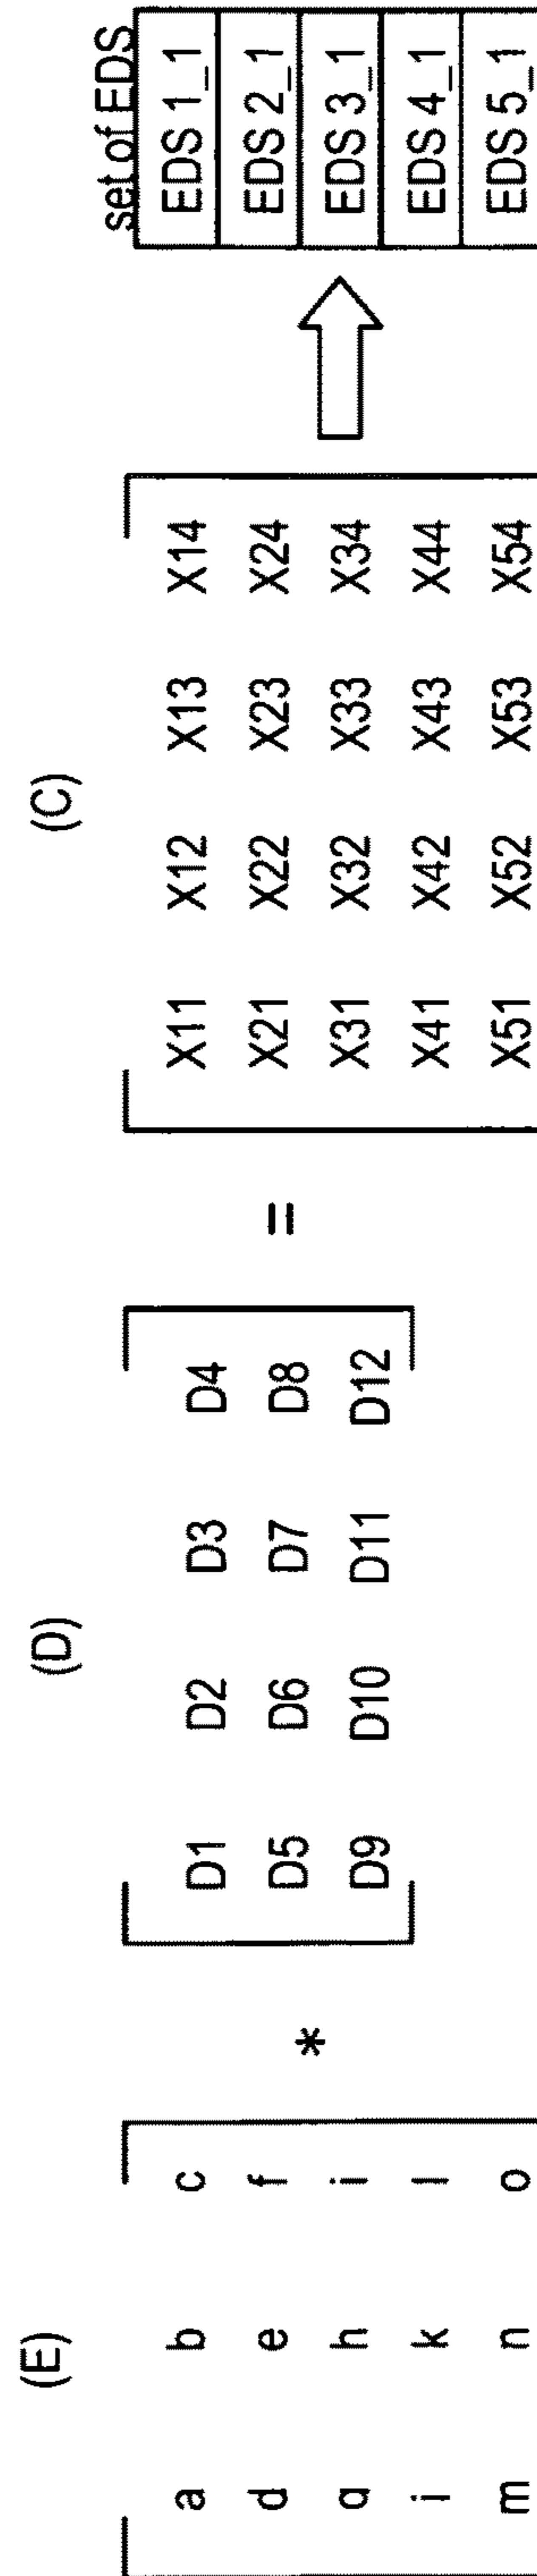 (E) (D) (C)
set of EDS
a b c D1 D2 D3 D4 X11 X12 X13 X14 EDS 1_1
d e f * D5 D6 D7 D8 = X21 X22 X23 X24 EDS 2_1
g h i D9 D10 D11 D12 X31 X32 X33 X34 EDS 3_1
j k l X41 X42 X43 X44 EDS 4_1
m n o X51 X52 X53 X54 EDS 5_1